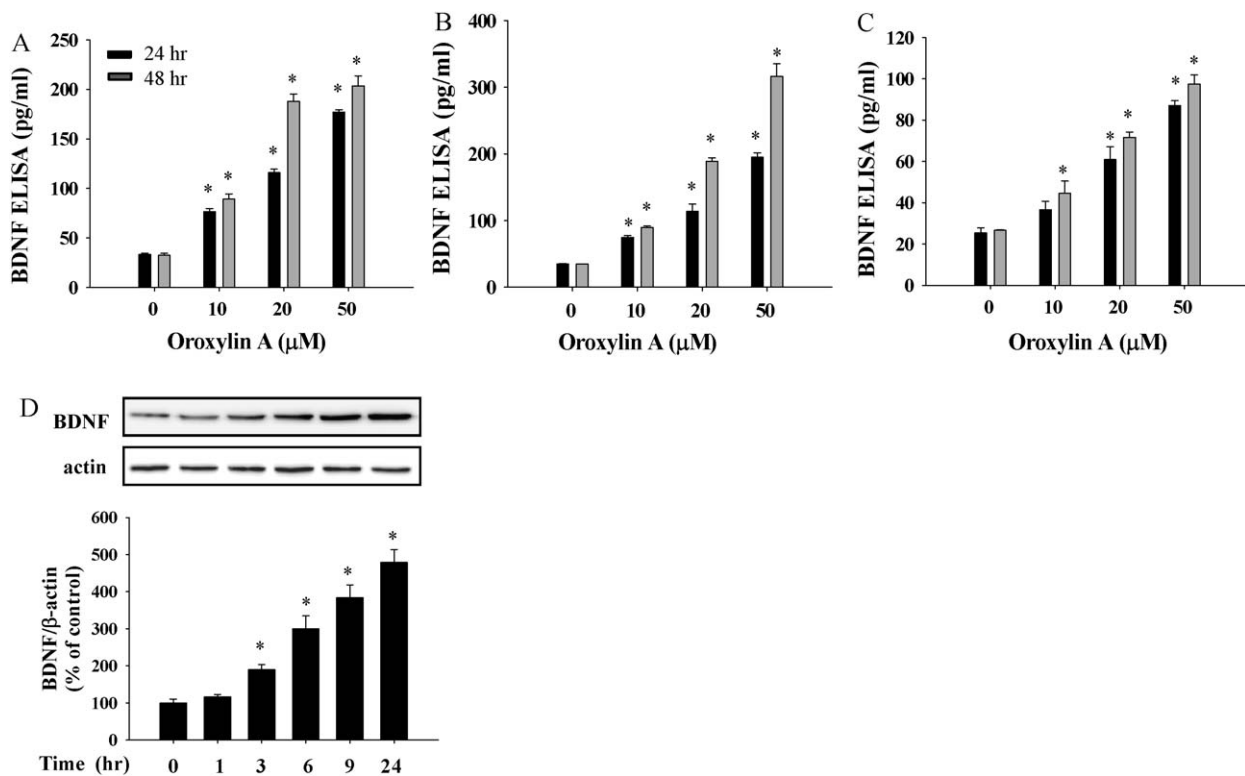 A
BDNF ELISA (pg/ml)
250
200
150
100
50
0
24 hr
48 hr
* * * * * *
0 10 20 50
Oroxylin A (μM)
B
BDNF ELISA (pg/ml)
400
300
200
100
0
* * * * * *
0 10 20 50
Oroxylin A (μM)
C
BDNF ELISA (pg/ml)
120
100
80
60
40
20
0
* * * * *
0 10 20 50
Oroxylin A (μM)
D
BDNF
actin
BDNF/β-actin
(% of control)
600
500
400
300
200
100
0
* * * *
Time (hr) 0 1 3 6 9 24